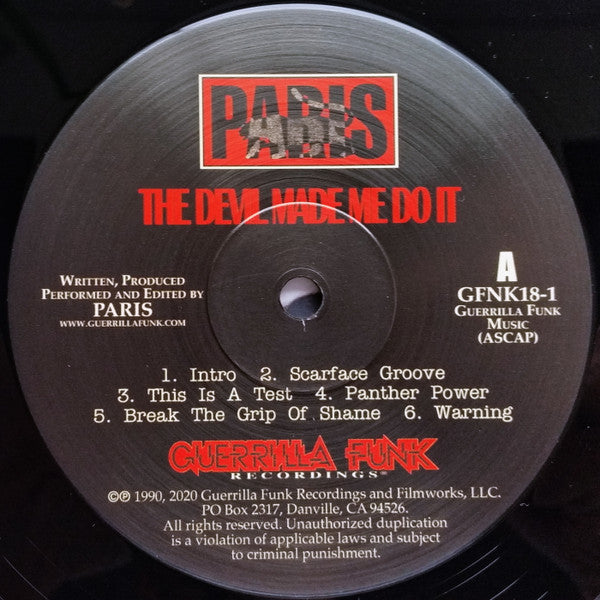 PARIS
THE DEVIL MADE ME DO IT
WRITTEN, PRODUCED
PERFORMED AND EDITED BY
PARIS
WWW.GUERRILLAFUNK.COM
A
GFNK18-1
GUERRILLA FUNK
MUSIC
(ASCAP)
1. Intro 2. Scarface Groove
3. This Is A Test 4. Panther Power
5. Break The Grip Of Shame 6. Warning
GUERRILLA FUNK
RECORDINGS®
©℗ 1990, 2020 Guerrilla Funk Recordings and Filmworks, LLC.
PO Box 2317, Danville, CA 94526.
All rights reserved. Unauthorized duplication
is a violation of applicable laws and subject
to criminal punishment.